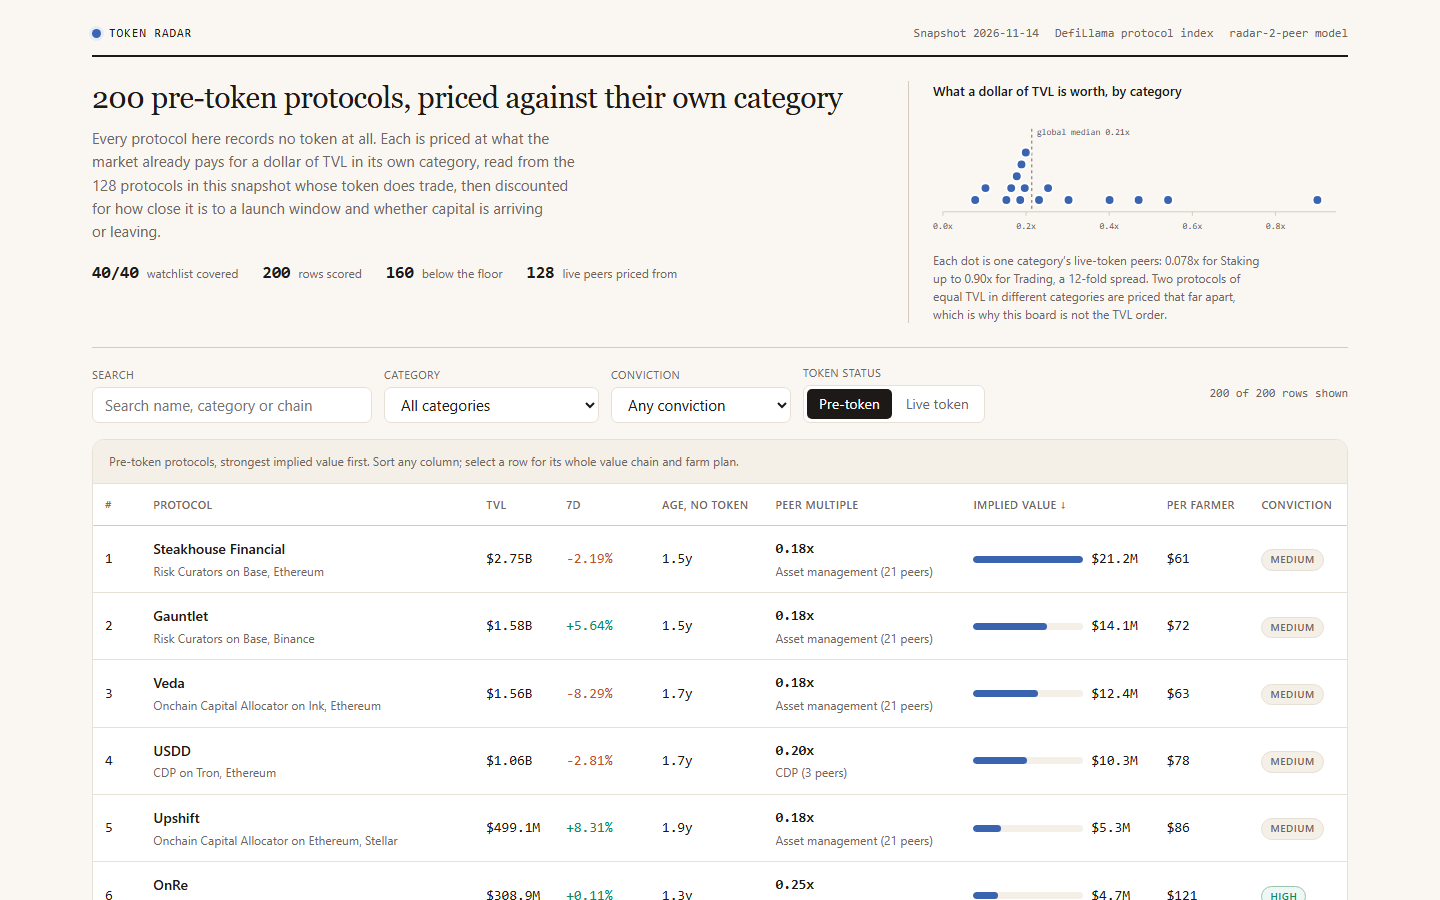 TOKEN RADAR
Snapshot 2026-11-14 DefiLlama protocol index radar-2-peer model
200 pre-token protocols, priced against their own category
Every protocol here records no token at all. Each is priced at what the
market already pays for a dollar of TVL in its own category, read from the
128 protocols in this snapshot whose token does trade, then discounted
for how close it is to a launch window and whether capital is arriving
or leaving.
40/40 watchlist covered 200 rows scored 160 below the floor 128 live peers priced from
What a dollar of TVL is worth, by category
global median 0.21x
0.0x 0.2x 0.4x 0.6x 0.8x
Each dot is one category's live-token peers: 0.078x for Staking
up to 0.90x for Trading, a 12-fold spread. Two protocols of
equal TVL in different categories are priced that far apart,
which is why this board is not the TVL order.
SEARCH CATEGORY CONVICTION TOKEN STATUS
Search name, category or chain All categories Any conviction Pre-token Live token
200 of 200 rows shown
Pre-token protocols, strongest implied value first. Sort any column; select a row for its whole value chain and farm plan.
# PROTOCOL TVL 7D AGE, NO TOKEN PEER MULTIPLE IMPLIED VALUE ↓ PER FARMER CONVICTION
1 Steakhouse Financial $2.75B -2.19% 1.5y 0.18x $21.2M $61 MEDIUM
Risk Curators on Base, Ethereum Asset management (21 peers)
2 Gauntlet $1.58B +5.64% 1.5y 0.18x $14.1M $72 MEDIUM
Risk Curators on Base, Binance Asset management (21 peers)
3 Veda $1.56B -8.29% 1.7y 0.18x $12.4M $63 MEDIUM
Onchain Capital Allocator on Ink, Ethereum Asset management (21 peers)
4 USDD $1.06B -2.81% 1.7y 0.20x $10.3M $78 MEDIUM
CDP on Tron, Ethereum CDP (3 peers)
5 Upshift $499.1M +8.31% 1.9y 0.18x $5.3M $86 MEDIUM
Onchain Capital Allocator on Ethereum, Stellar Asset management (21 peers)
6 OnRe $308.9M +0.11% 1.3y 0.25x $4.7M $121 HIGH